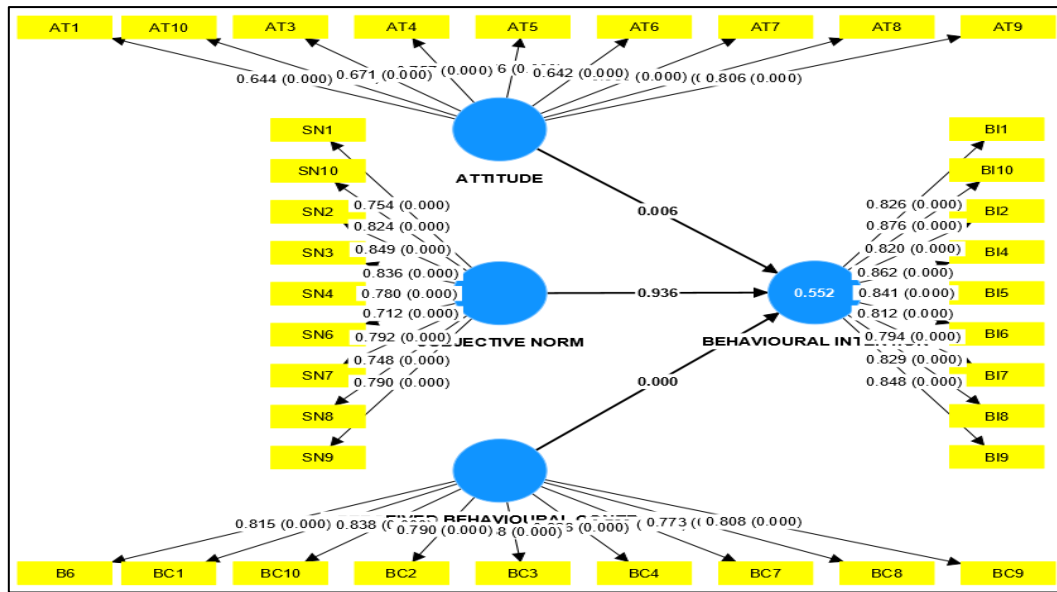 AT1 AT10 AT3 AT4 AT5 AT6 AT7 AT8 AT9
0.644 (0.000) 0.671 (0.000) (0.000) 0.642 (0.000) (0.000) 0.806 (0.000)
ATTITUDE
SN1
SN10
SN2
SN3
SN4
SN6
SN7
SN8
SN9
0.754 (0.000)
0.824 (0.000)
0.849 (0.000)
0.836 (0.000)
0.780 (0.000)
0.712 (0.000)
0.792 (0.000)
0.748 (0.000)
0.790 (0.000)
NORM
0.006
0.936
0.000
0.552
BEHAVIOURAL
0.826 (0.000)
0.876 (0.000)
0.820 (0.000)
0.862 (0.000)
0.841 (0.000)
0.812 (0.000)
0.794 (0.000)
0.829 (0.000)
0.848 (0.000)
BI1
BI10
BI2
BI4
BI5
BI6
BI7
BI8
BI9
BEHAVIOURAL
0.815 (0.000) 0.838 0.790 (0.000) (0.000) (0.000) 0.773 0.808 (0.000)
B6 BC1 BC10 BC2 BC3 BC4 BC7 BC8 BC9